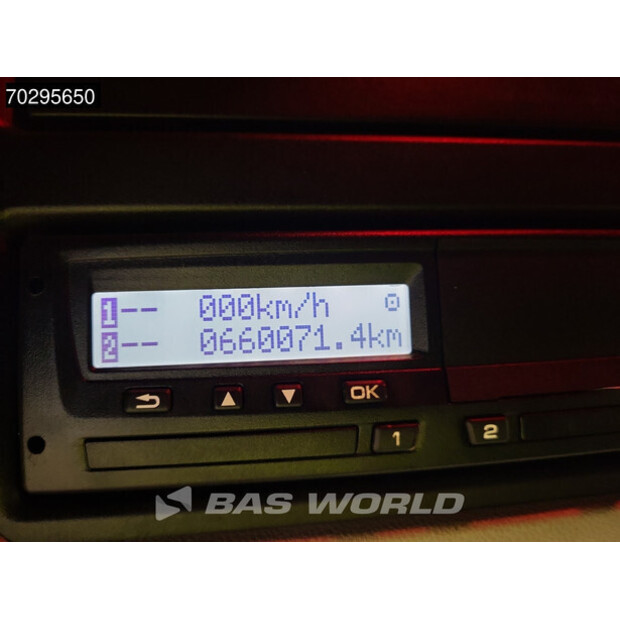 70295650
1-- 000km/h ⊙
2-- 0660071.4km
▲ ▼ OK
1 2
BAS WORLD